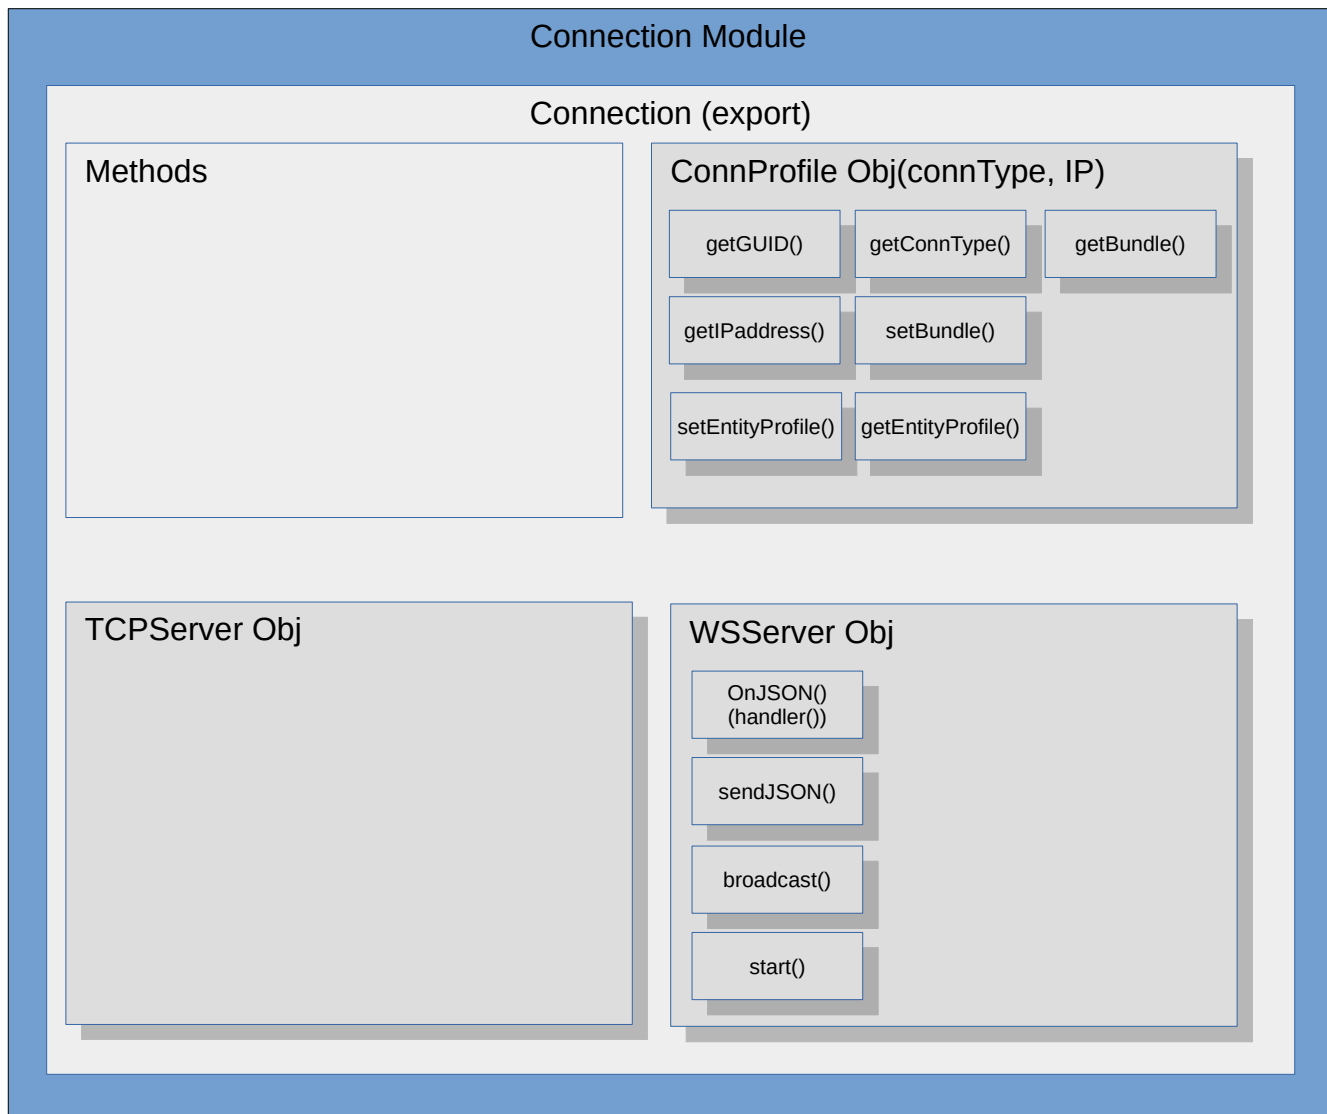 Connection Module
Connection (export)
Methods
ConnProfile Obj(connType, IP)
getGUID()
getConnType()
getBundle()
getIPaddress()
setBundle()
setEntityProfile()
getEntityProfile()
TCPServer Obj
WSServer Obj
OnJSON()
(handler())
sendJSON()
broadcast()
start()